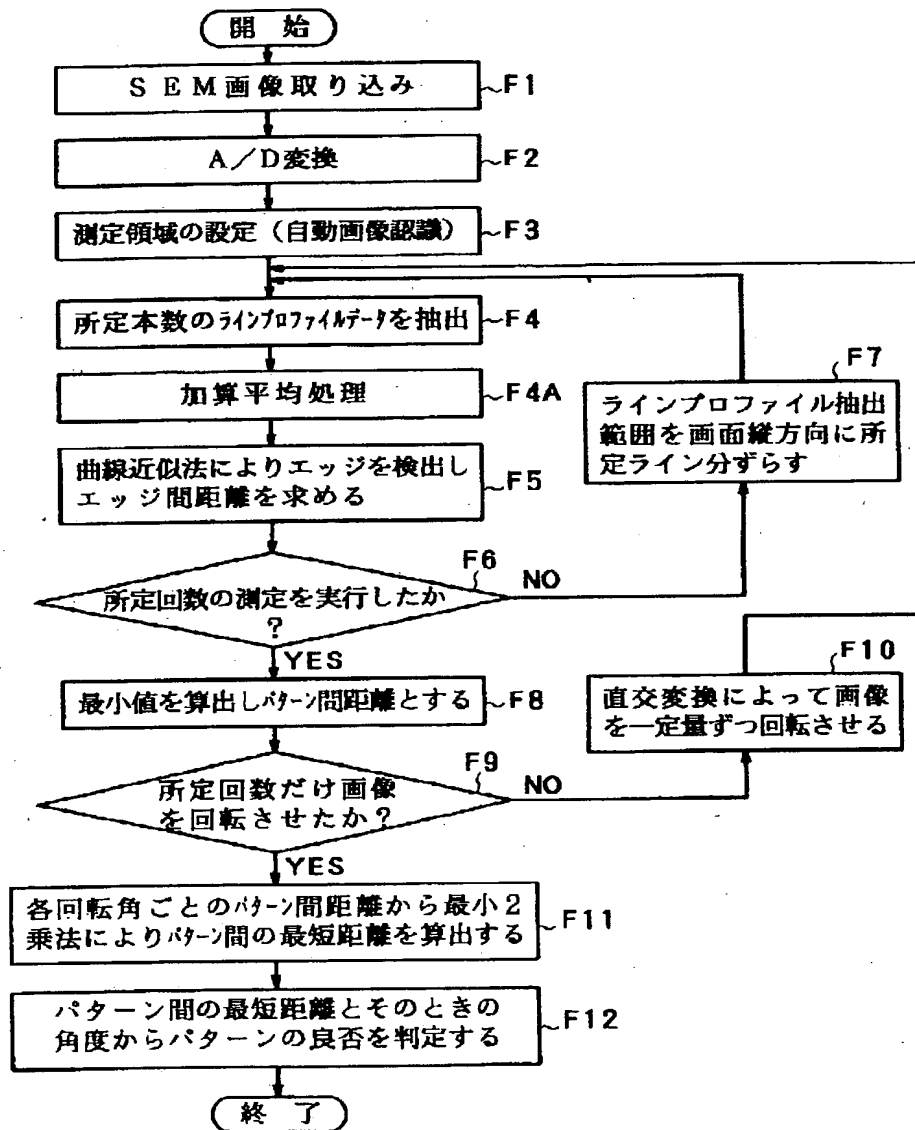 開始
SEM画像取り込み
F1
A/D変換
F2
測定領域の設定(自動画像認識)
F3
所定本数のラインプロファイルデータを抽出
F4
加算平均処理
F4A
曲線近似法によりエッジを検出し
エッジ間距離を求める
F5
F6
所定回数の測定を実行したか
?
NO
YES
F7
ラインプロファイル抽出
範囲を画面縦方向に所
定ライン分ずらす
最小値を算出しパターン間距離とする
F8
F9
所定回数だけ画像
を回転させたか?
NO
YES
F10
直交変換によって画像
を一定量ずつ回転させる
各回転角ごとのパターン間距離から最小2
乗法によりパターン間の最短距離を算出する
F11
パターン間の最短距離とそのときの
角度からパターンの良否を判定する
F12
終了